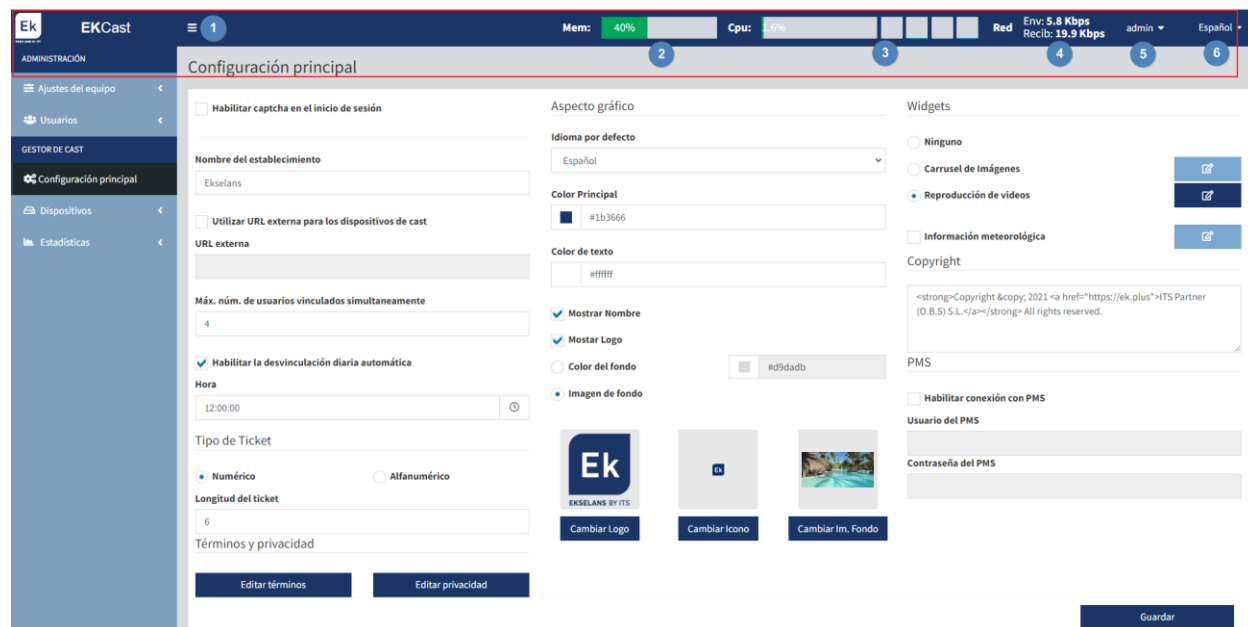 Ek
EKCast
1
Mem: 40%
2
Cpu: 1.6%
3
Red
Env: 5.8 Kbps
Recib: 19.9 Kbps
4
admin
5
Español
6
ADMINISTRACIÓN
Ajustes del equipo
Usuarios
GESTOR DE CAST
Configuración principal
Dispositivos
Estadísticas
Configuración principal
Habilitar captcha en el inicio de sesión
Nombre del establecimiento
Ekselans
Utilizar URL externa para los dispositivos de cast
URL externa
Máx. núm. de usuarios vinculados simultaneamente
4
Habilitar la desvinculación diaria automática
Hora
12:00:00
Tipo de Ticket
Numérico
Alfanumérico
Longitud del ticket
6
Términos y privacidad
Editar términos
Editar privacidad
Aspecto gráfico
Idioma por defecto
Español
Color Principal
#1b3666
Color de texto
#ffffff
Mostrar Nombre
Mostar Logo
Color del fondo
#d9dadb
Imagen de fondo
Ek
EKSELANS BY ITS
Ek
Cambiar Logo
Cambiar Icono
Cambiar Im. Fondo
Widgets
Ninguno
Carrusel de Imágenes
Reproducción de videos
Información meteorológica
Copyright
<strong>Copyright &copy; 2021 <a href="https://ek.plus">ITS Partner
(O.B.S) S.L.</a></strong> All rights reserved.
PMS
Habilitar conexión con PMS
Usuario del PMS
Contraseña del PMS
Guardar